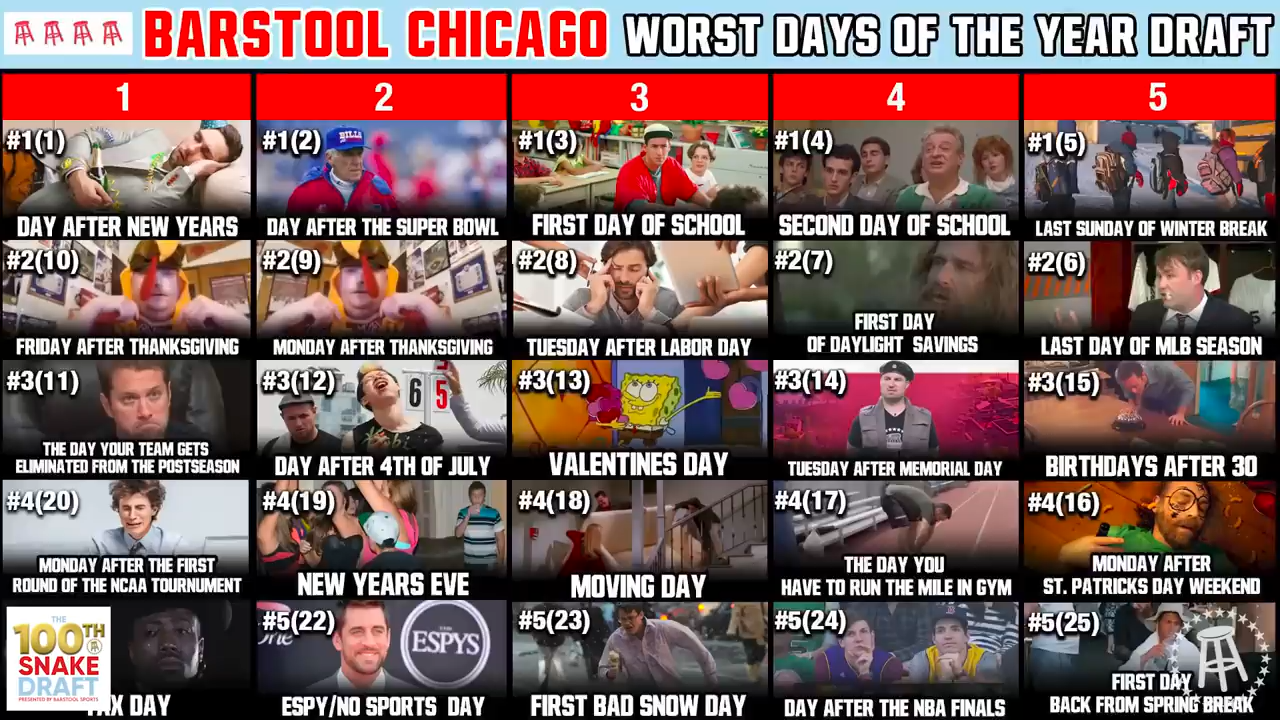 BARSTOOL CHICAGO WORST DAYS OF THE YEAR DRAFT
1 2 3 4 5
#1(1)
DAY AFTER NEW YEARS
#1(2)
BILLS
DAY AFTER THE SUPER BOWL
#1(3)
FIRST DAY OF SCHOOL
#1(4)
SECOND DAY OF SCHOOL
#1(5)
LAST SUNDAY OF WINTER BREAK
#2(10)
FRIDAY AFTER THANKSGIVING
#2(9)
MONDAY AFTER THANKSGIVING
#2(8)
TUESDAY AFTER LABOR DAY
#2(7)
FIRST DAY
OF DAYLIGHT SAVINGS
#2(6)
LAST DAY OF MLB SEASON
#3(11)
THE DAY YOUR TEAM GETS
ELIMINATED FROM THE POSTSEASON
#3(12)
6 5
DAY AFTER 4TH OF JULY
#3(13)
VALENTINES DAY
#3(14)
TUESDAY AFTER MEMORIAL DAY
#3(15)
BIRTHDAYS AFTER 30
#4(20)
MONDAY AFTER THE FIRST
ROUND OF THE NCAA TOURNUMENT
#4(19)
NEW YEARS EVE
#4(18)
MOVING DAY
#4(17)
THE DAY YOU
HAVE TO RUN THE MILE IN GYM
#4(16)
MONDAY AFTER
ST. PATRICKS DAY WEEKEND
THE
100TH
SNAKE
DRAFT
PRESENTED BY BARSTOOL SPORTS
DAY
#5(22)
ESPYS
ESPY/NO SPORTS DAY
#5(23)
FIRST BAD SNOW DAY
#5(24)
DAY AFTER THE NBA FINALS
#5(25)
FIRST DAY
BACK FROM SPRING BREAK